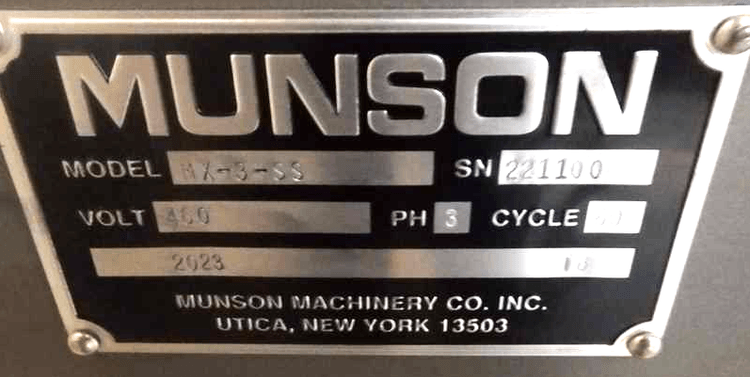 MUNSON
MODEL MX-3-SS SN 221100
VOLT 460 PH 3 CYCLE
2023
MUNSON MACHINERY CO. INC.
UTICA, NEW YORK 13503